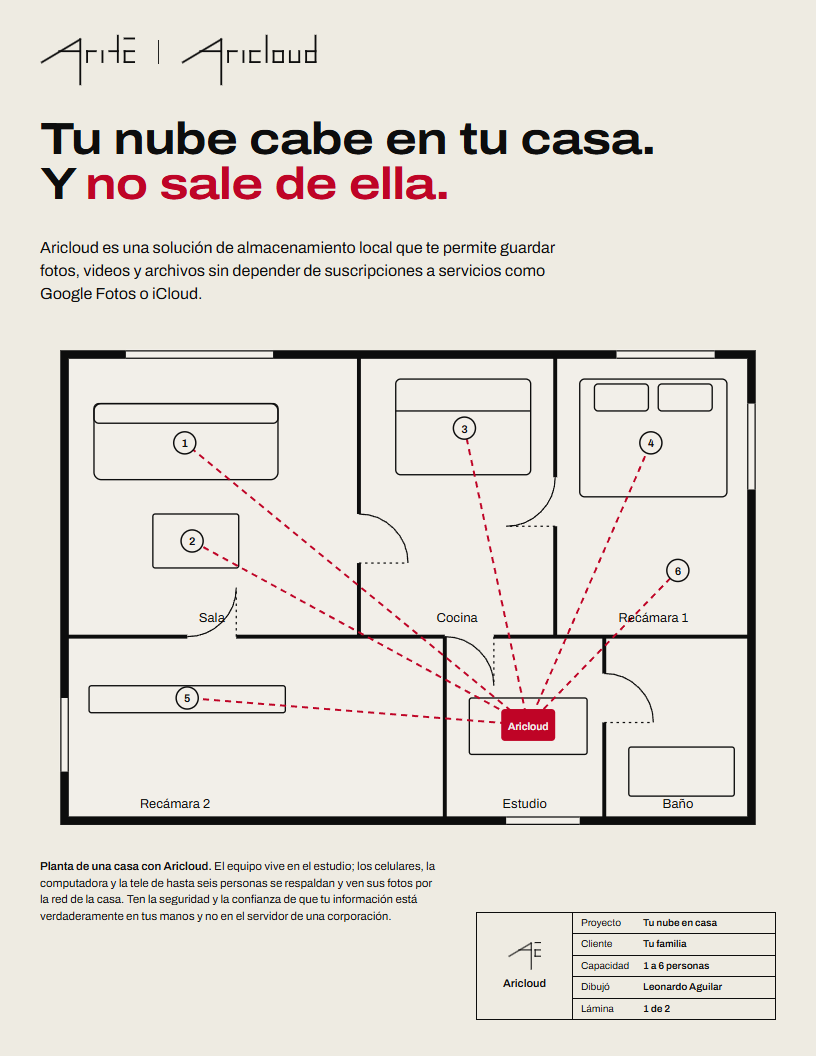 AritE | Aricloud
Tu nube cabe en tu casa.
Y no sale de ella.
Aricloud es una solución de almacenamiento local que te permite guardar
fotos, videos y archivos sin depender de suscripciones a servicios como
Google Fotos o iCloud.
1
3
4
2
6
Sala
Cocina
Recámara 1
5
Aricloud
Recámara 2
Estudio
Baño
Planta de una casa con Aricloud. El equipo vive en el estudio; los celulares, la
computadora y la tele de hasta seis personas se respaldan y ven sus fotos por
la red de la casa. Ten la seguridad y la confianza de que tu información está
verdaderamente en tus manos y no en el servidor de una corporación.
AE
Aricloud
Proyecto Tu nube en casa
Cliente Tu familia
Capacidad 1 a 6 personas
Dibujó Leonardo Aguilar
Lámina 1 de 2